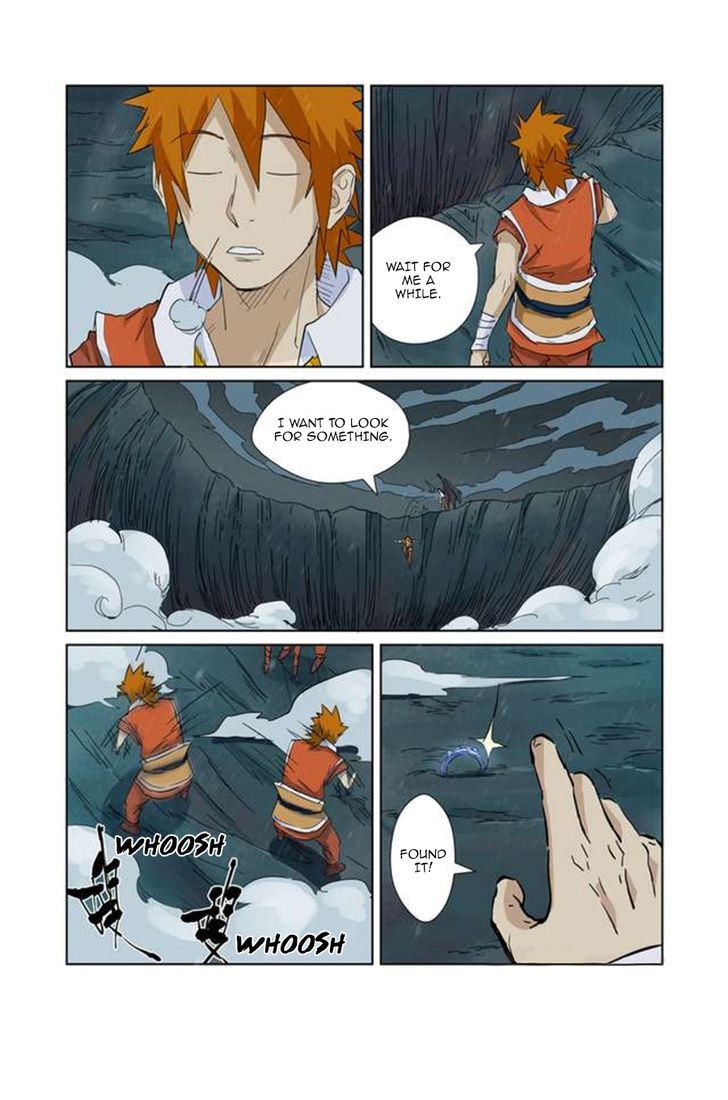 WAIT FOR
ME A
WHILE.
I WANT TO LOOK
FOR SOMETHING.
WHOOSH
WHOOSH
FOUND
IT!